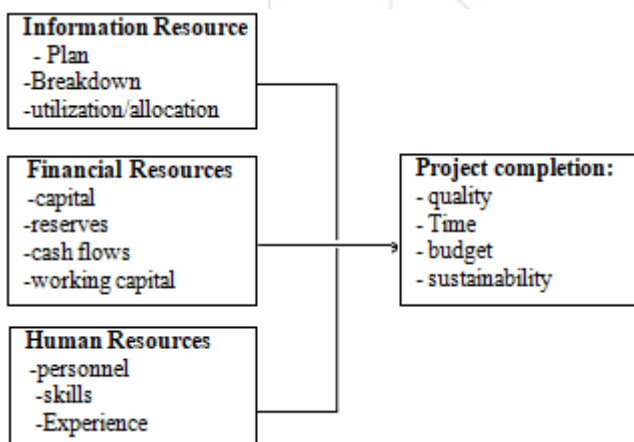 Information Resource
- Plan
-Breakdown
-utilization/allocation
Financial Resources
-capital
-reserves
-cash flows
-working capital
Human Resources
-personnel
-skills
-Experience
Project completion:
- quality
- Time
- budget
- sustainability